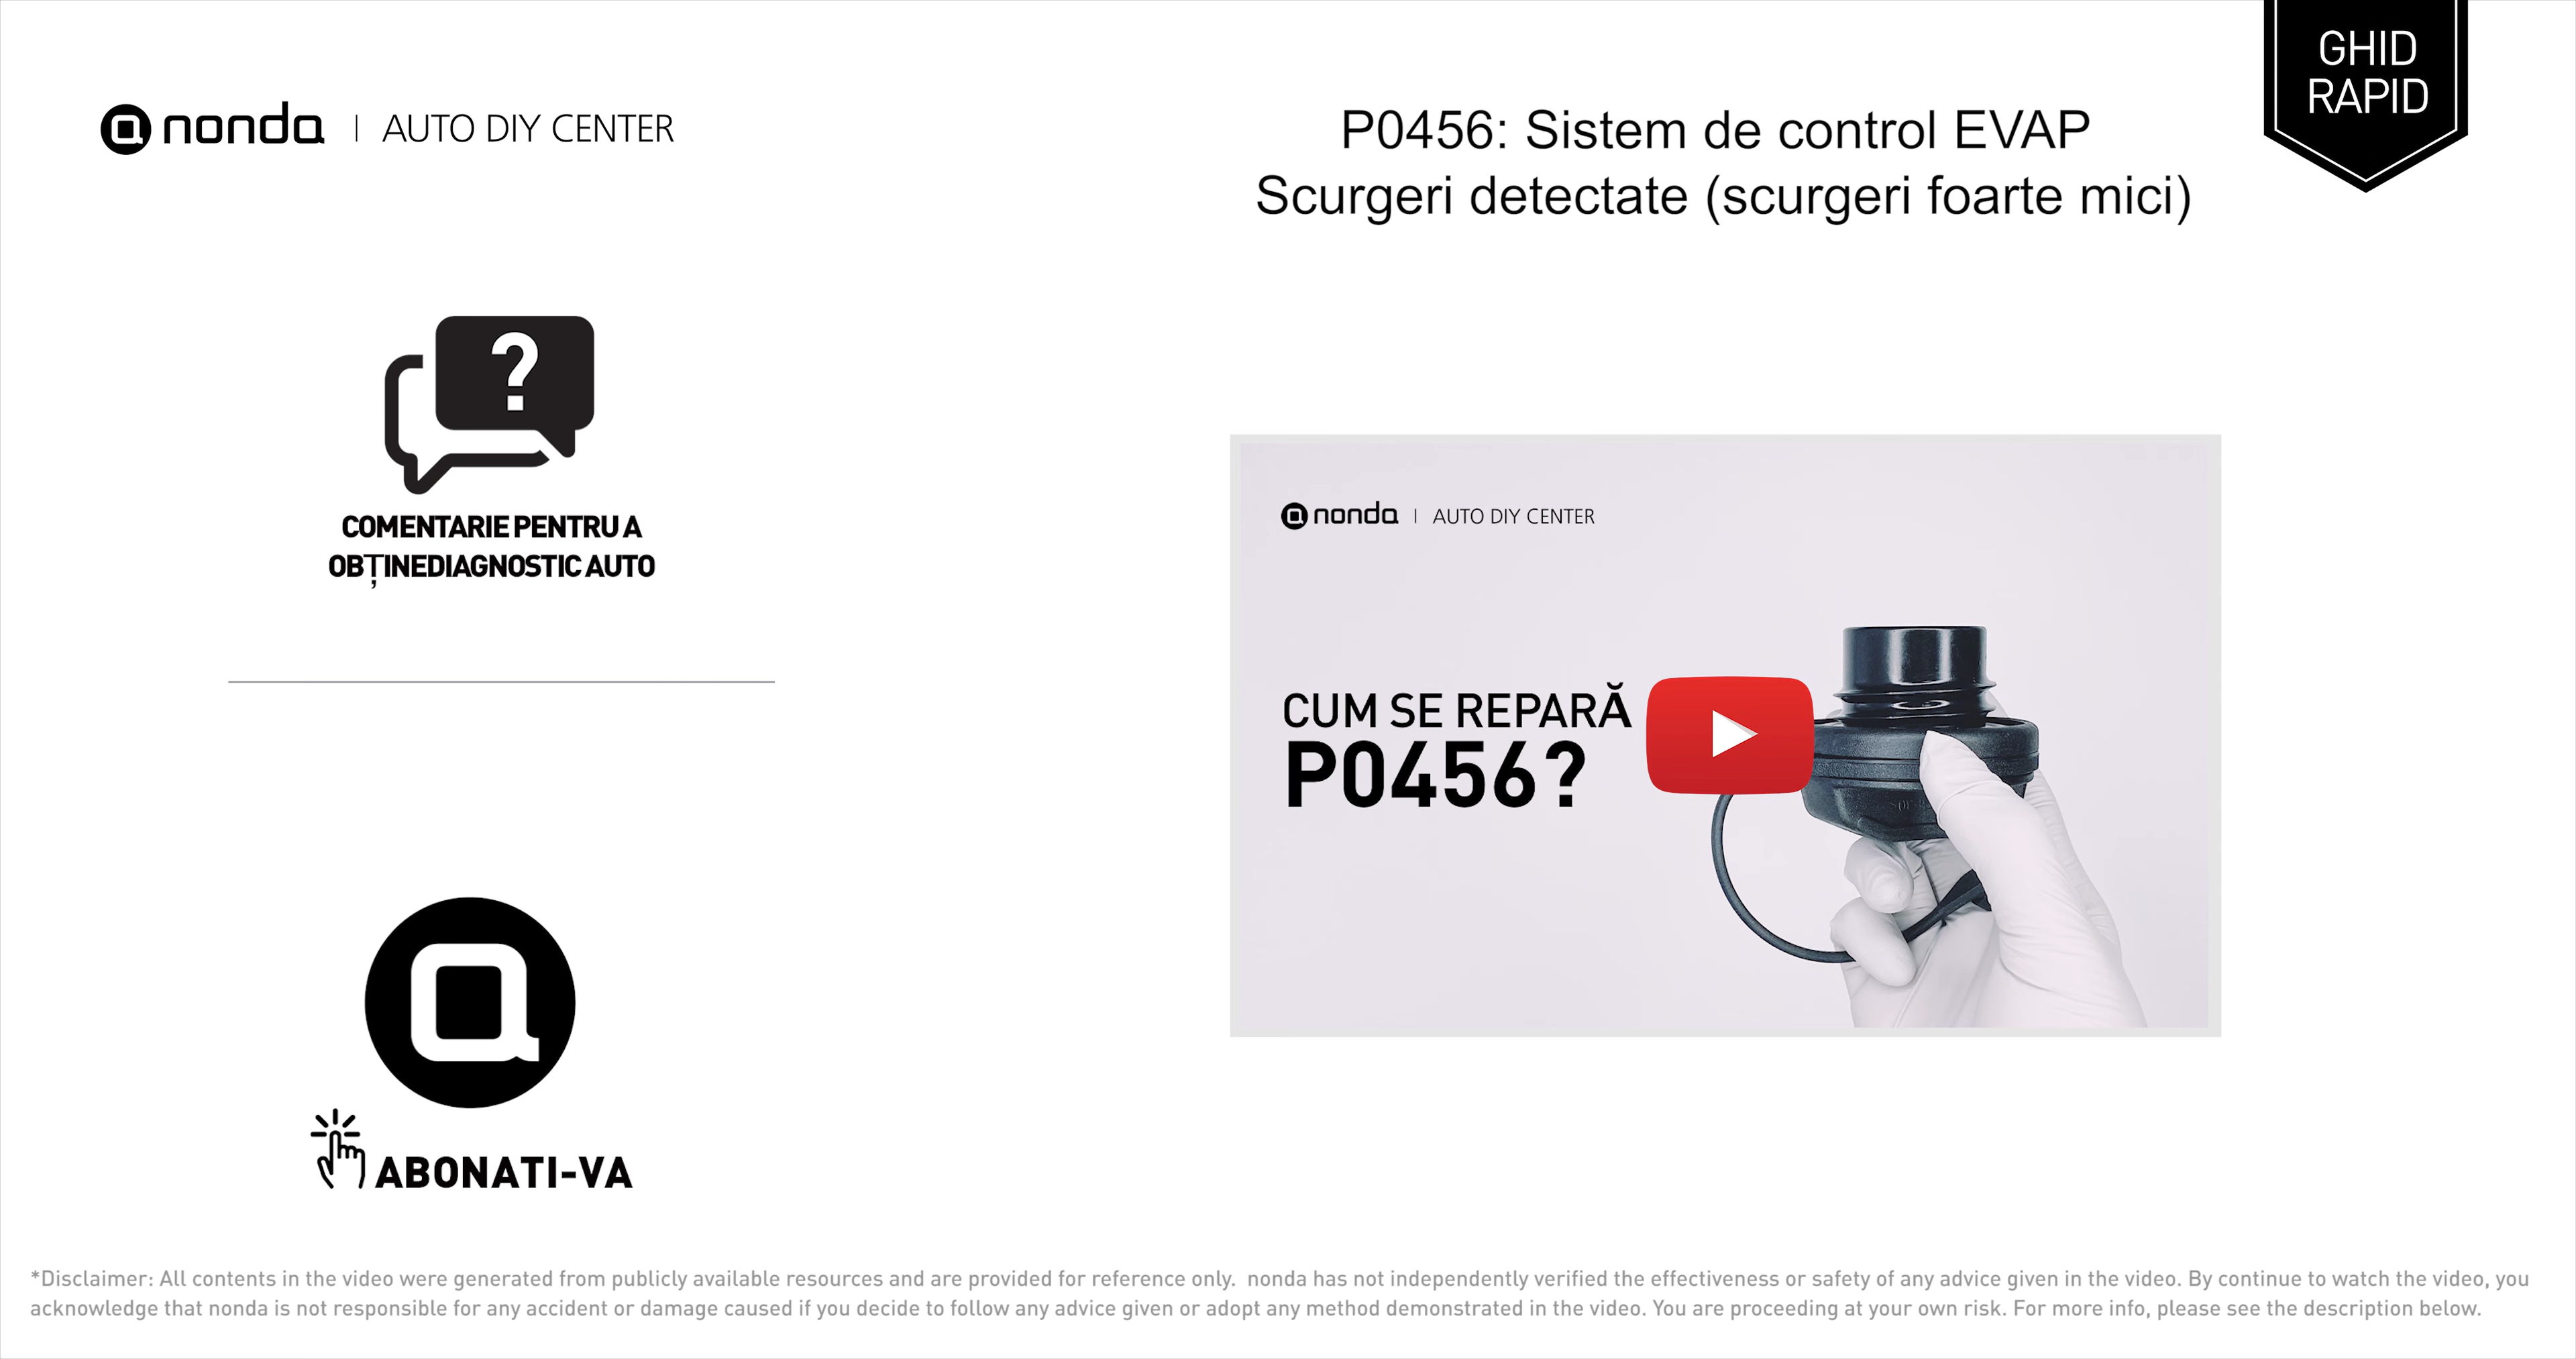 nonda | AUTO DIY CENTER
GHID
RAPID
P0456: Sistem de control EVAP
Scurgeri detectate (scurgeri foarte mici)
?
COMENTARIE PENTRU A
OBȚINEDIAGNOSTIC AUTO
nonda | AUTO DIY CENTER
CUM SE REPARĂ
P0456?
ABONATI-VA
*Disclaimer: All contents in the video were generated from publicly available resources and are provided for reference only. nonda has not independently verified the effectiveness or safety of any advice given in the video. By continue to watch the video, you
acknowledge that nonda is not responsible for any accident or damage caused if you decide to follow any advice given or adopt any method demonstrated in the video. You are proceeding at your own risk. For more info, please see the description below.